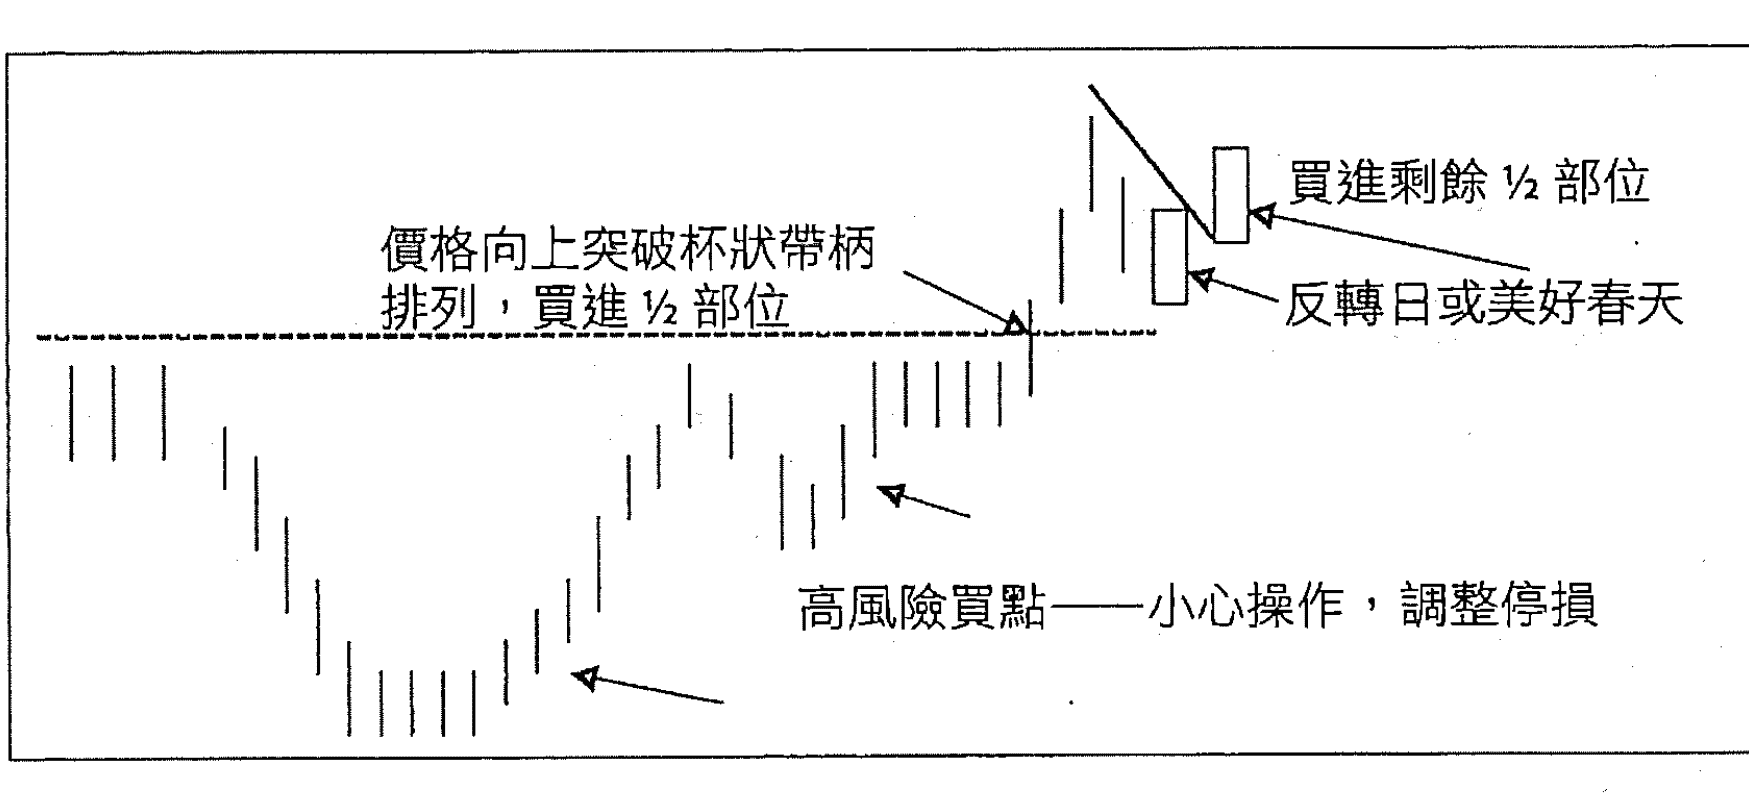 買進剩餘 ½ 部位
價格向上突破杯狀帶柄
排列，買進 ½ 部位
反轉日或美好春天
高風險買點——小心操作，調整停損